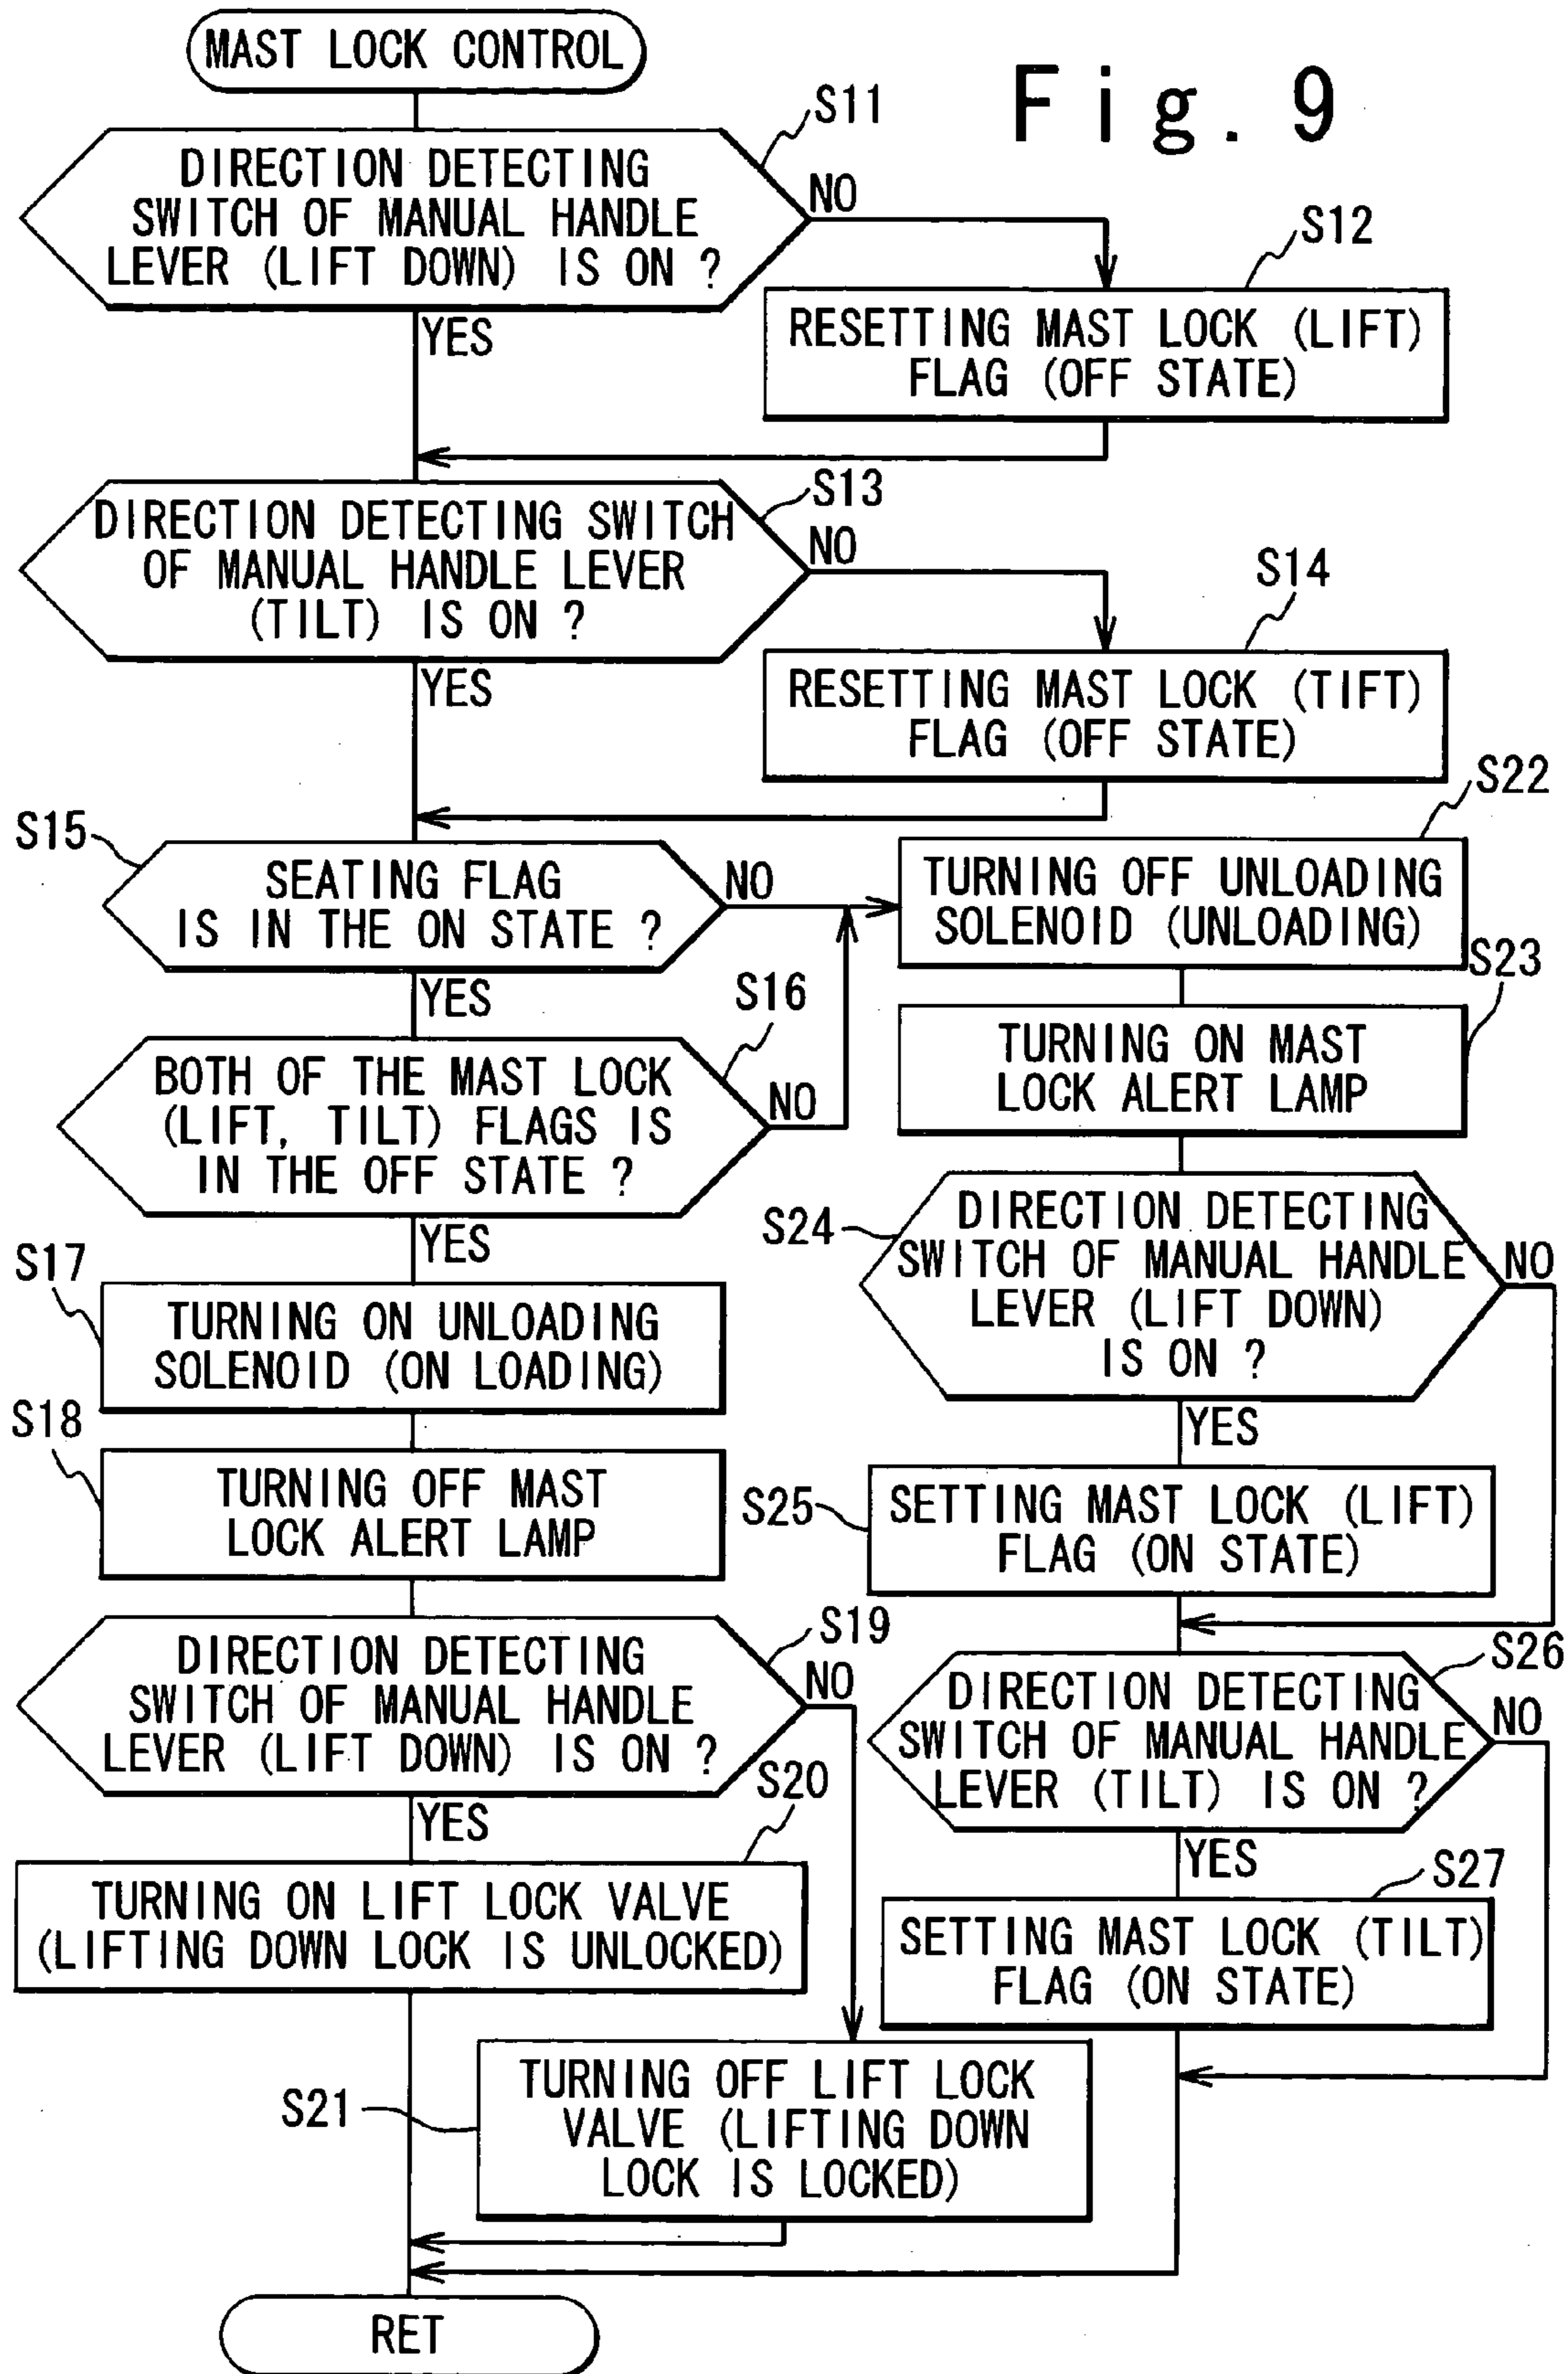 MAST LOCK CONTROL
Fig. 9
S11
DIRECTION DETECTING
SWITCH OF MANUAL HANDLE
LEVER (LIFT DOWN) IS ON ?
NO
YES
S12
RESETTING MAST LOCK (LIFT)
FLAG (OFF STATE)
S13
DIRECTION DETECTING SWITCH
OF MANUAL HANDLE LEVER
(TILT) IS ON ?
NO
YES
S14
RESETTING MAST LOCK (TIFT)
FLAG (OFF STATE)
S15
SEATING FLAG
IS IN THE ON STATE ?
NO
YES
S16
BOTH OF THE MAST LOCK
(LIFT, TILT) FLAGS IS
IN THE OFF STATE ?
NO
YES
S17
TURNING ON UNLOADING
SOLENOID (ON LOADING)
S18
TURNING OFF MAST
LOCK ALERT LAMP
S19
DIRECTION DETECTING
SWITCH OF MANUAL HANDLE
LEVER (LIFT DOWN) IS ON ?
NO
YES
S20
TURNING ON LIFT LOCK VALVE
(LIFTING DOWN LOCK IS UNLOCKED)
S21
TURNING OFF LIFT LOCK
VALVE (LIFTING DOWN
LOCK IS LOCKED)
S22
TURNING OFF UNLOADING
SOLENOID (UNLOADING)
S23
TURNING ON MAST
LOCK ALERT LAMP
S24
DIRECTION DETECTING
SWITCH OF MANUAL HANDLE
LEVER (LIFT DOWN)
IS ON ?
NO
YES
S25
SETTING MAST LOCK (LIFT)
FLAG (ON STATE)
S26
DIRECTION DETECTING
SWITCH OF MANUAL HANDLE
LEVER (TILT) IS ON ?
NO
YES
S27
SETTING MAST LOCK (TILT)
FLAG (ON STATE)
RET